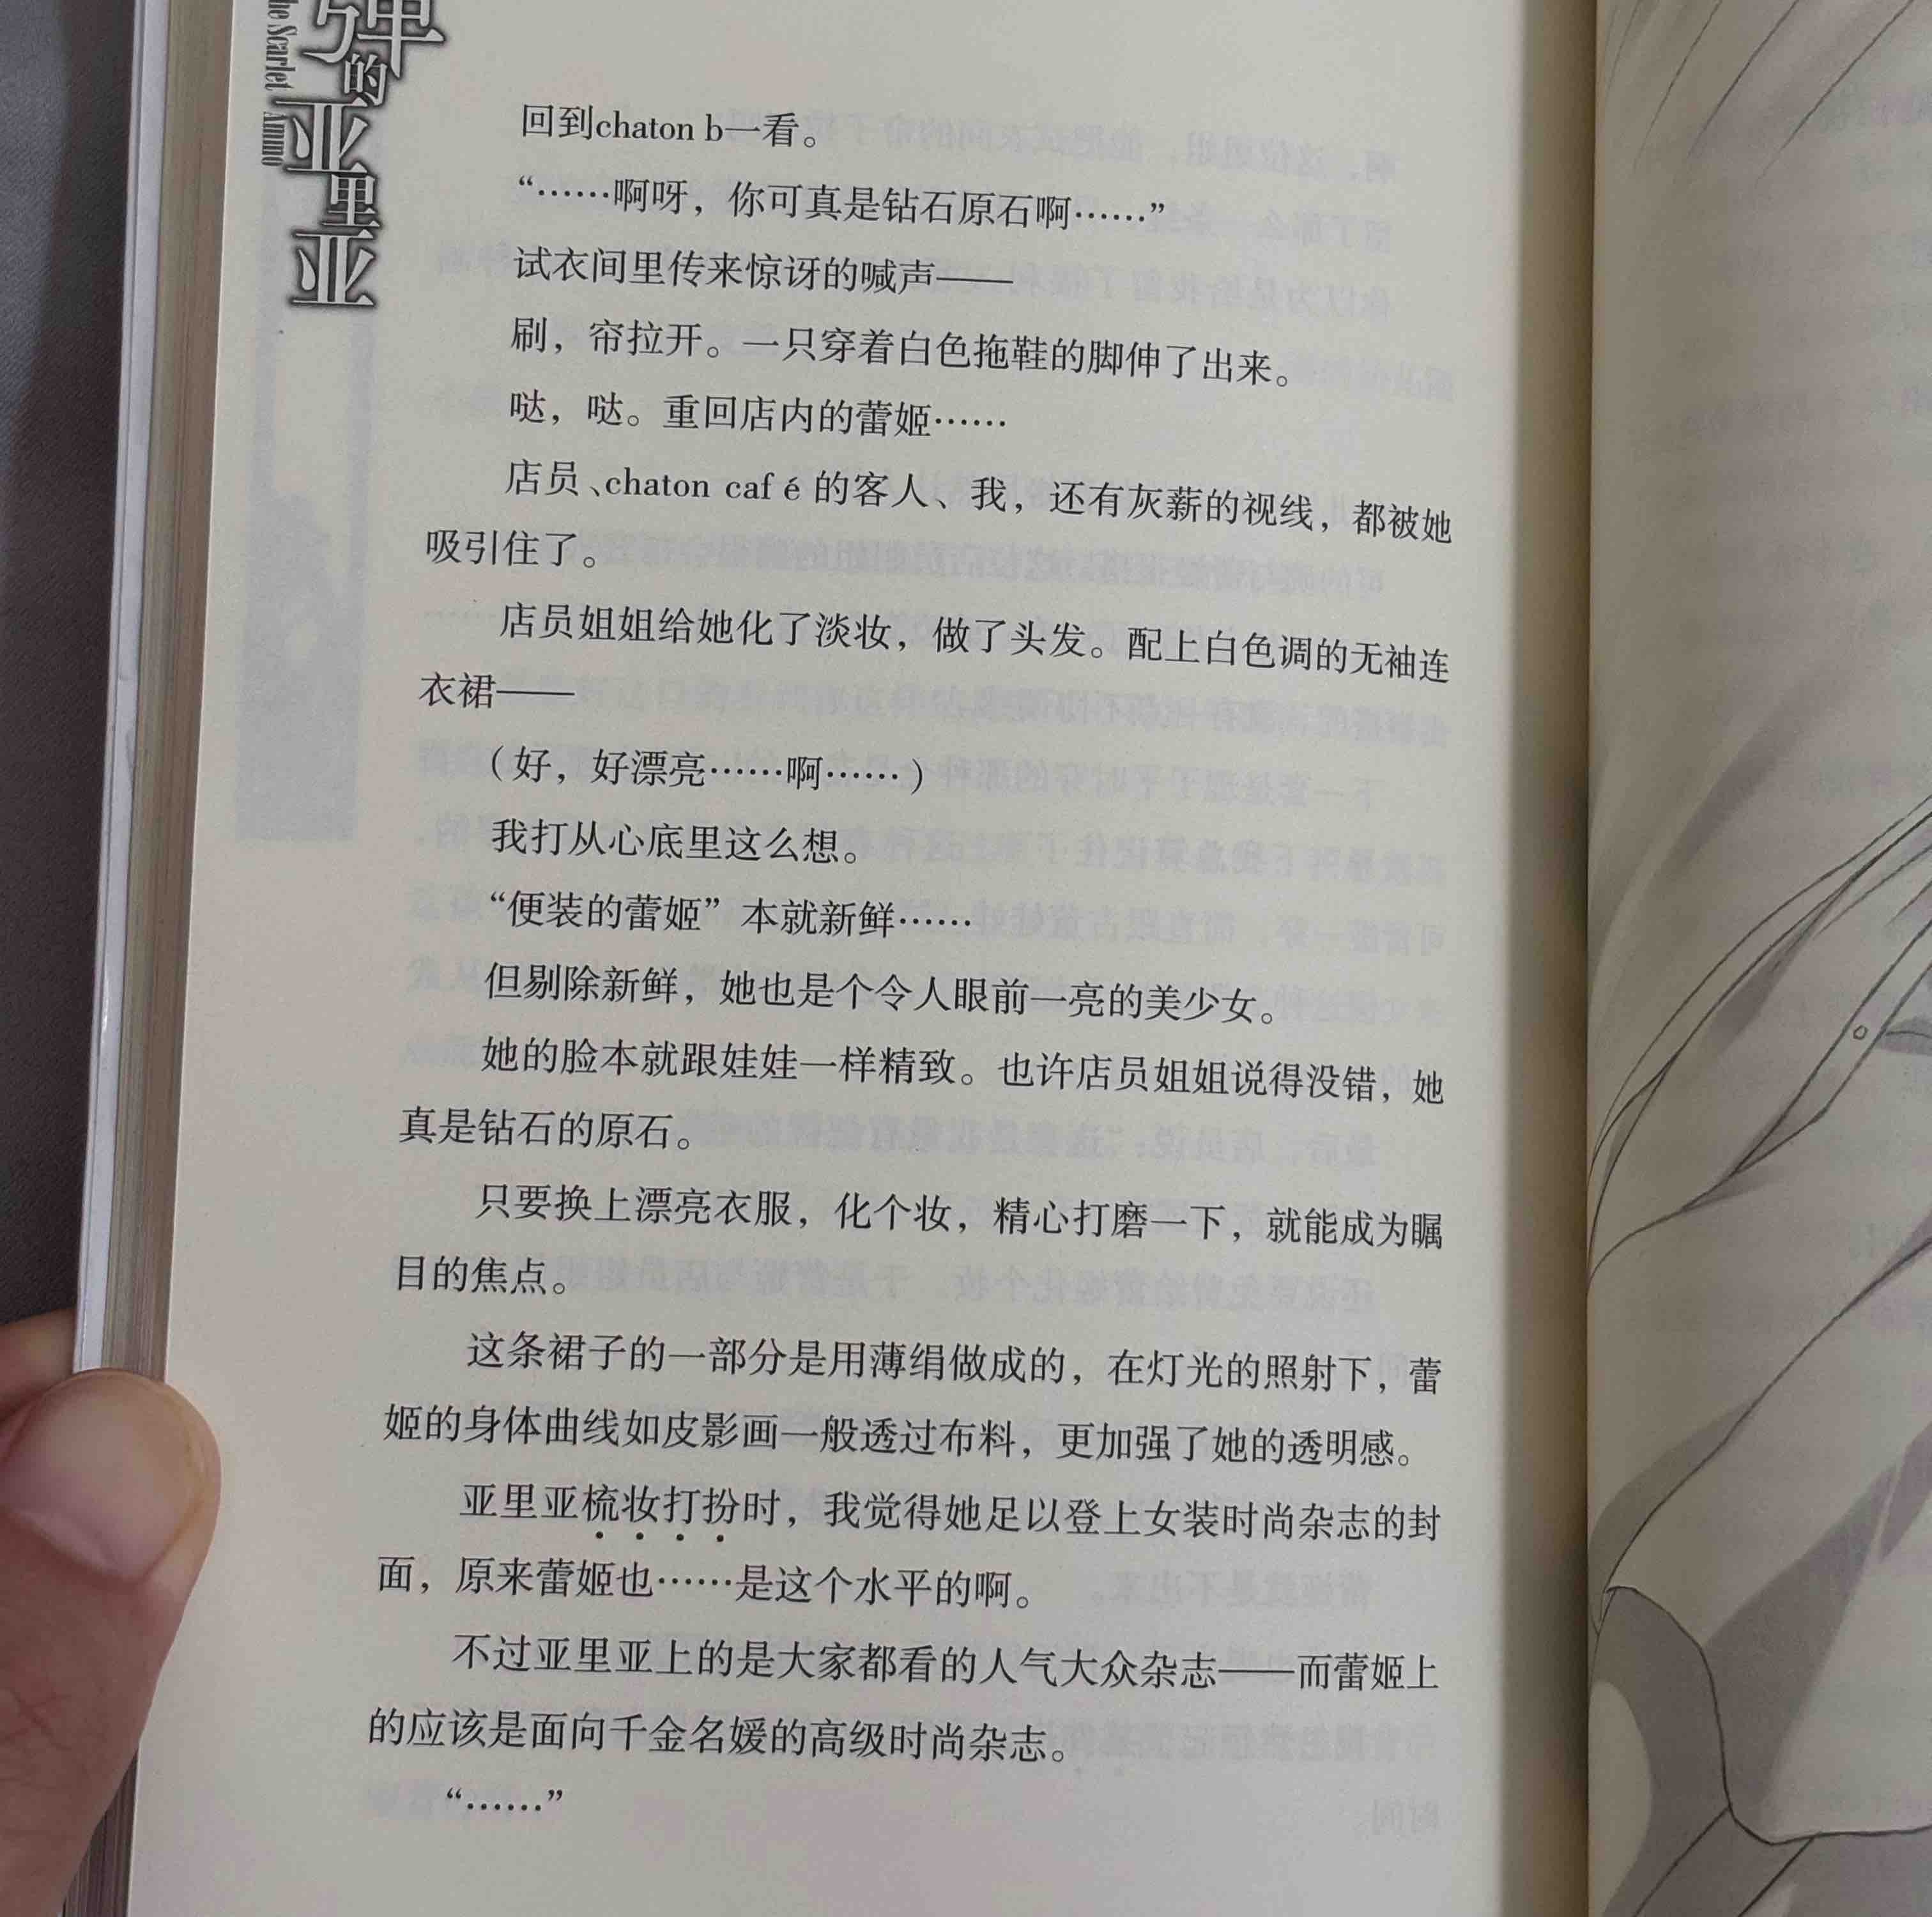 弹的亚里亚
the Scarlet Ammo
回到chaton b一看。
“……啊呀，你可真是钻石原石啊……”
试衣间里传来惊讶的喊声——
刷，帘拉开。一只穿着白色拖鞋的脚伸了出来。
哒，哒。重回店内的蕾姬……
店员、chaton café的客人、我，还有灰薪的视线，都被她
吸引住了。
店员姐姐给她化了淡妆，做了头发。配上白色调的无袖连
衣裙——
（好，好漂亮……啊……）
我打从心底里这么想。
“便装的蕾姬”本就新鲜……
但剔除新鲜，她也是个令人眼前一亮的美少女。
她的脸本就跟娃娃一样精致。也许店员姐姐说得没错，她
真是钻石的原石。
只要换上漂亮衣服，化个妆，精心打磨一下，就能成为瞩
目的焦点。
这条裙子的一部分是用薄绢做成的，在灯光的照射下，蕾
姬的身体曲线如皮影画一般透过布料，更加强了她的透明感。
亚里亚梳妆打扮时，我觉得她足以登上女装时尚杂志的封
面，原来蕾姬也……是这个水平的啊。
不过亚里亚上的是大家都看的人气大众杂志——而蕾姬上
的应该是面向千金名媛的高级时尚杂志。
“……”